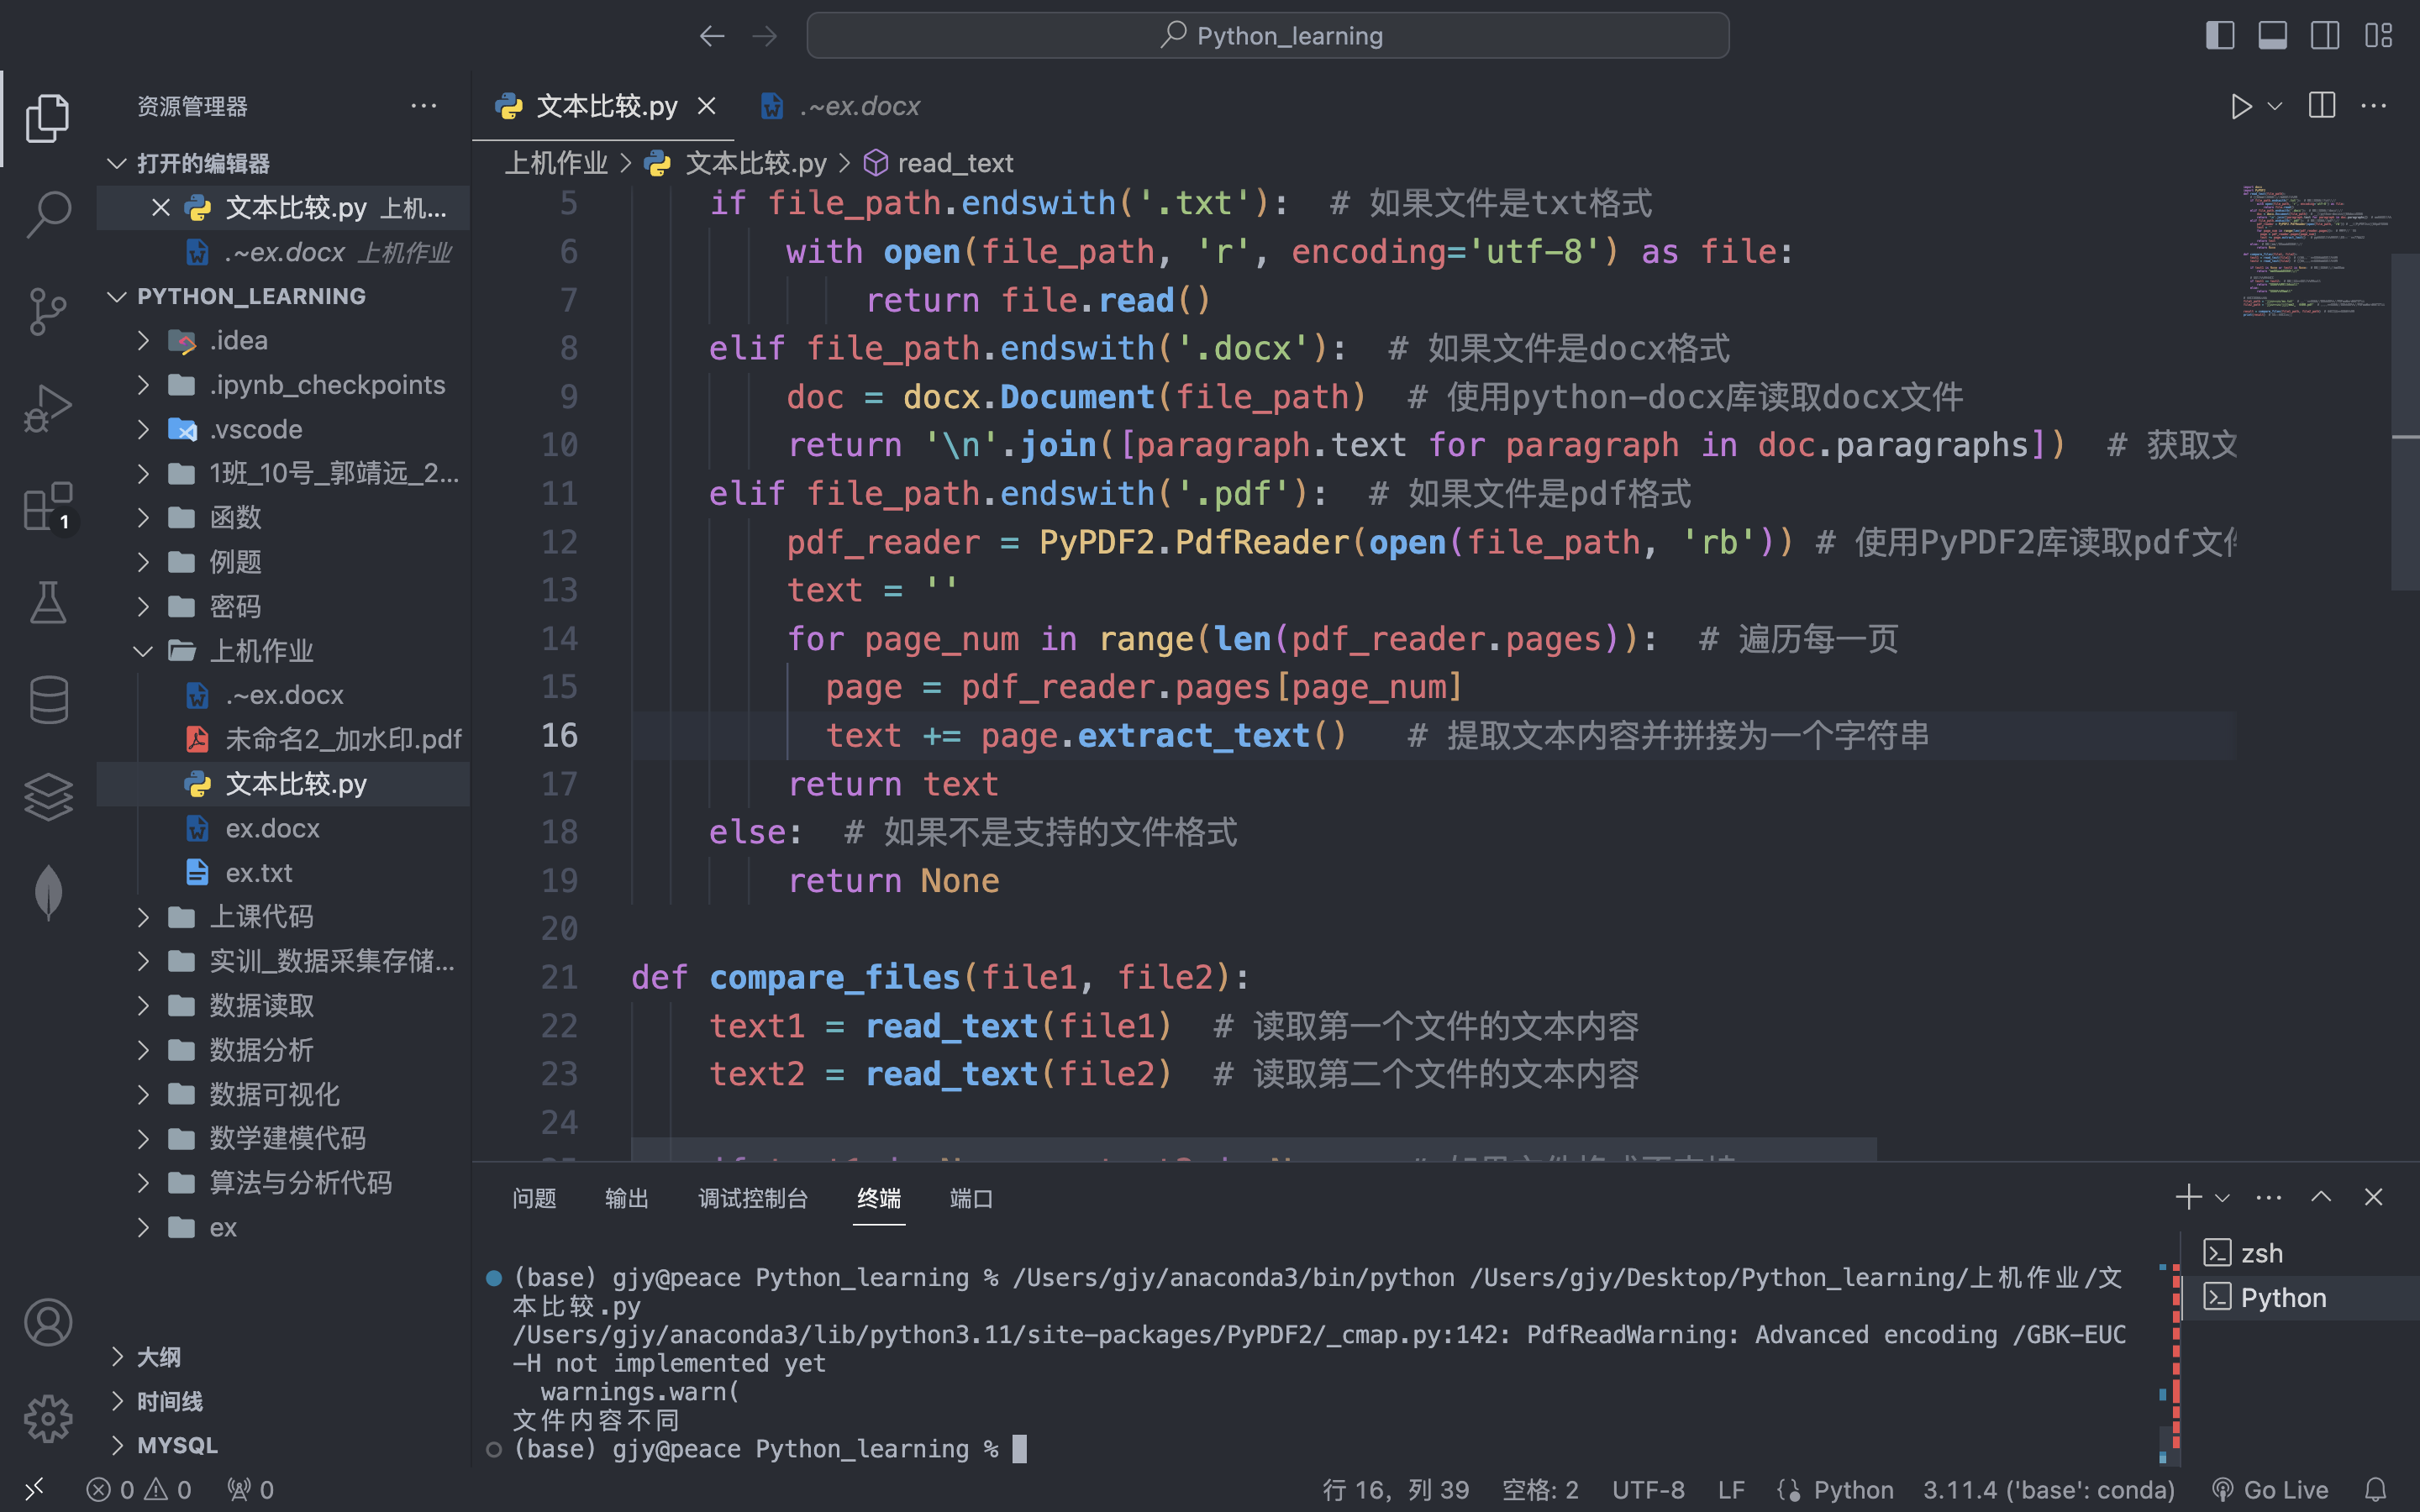 Python_learning
资源管理器
打开的编辑器
文本比较.py 上机...
.~ex.docx 上机作业
PYTHON_LEARNING
.idea
.ipynb_checkpoints
.vscode
1班_10号_郭靖远_2...
函数
例题
密码
上机作业
.~ex.docx
未命名2_加水印.pdf
文本比较.py
ex.docx
ex.txt
上课代码
实训_数据采集存储...
数据读取
数据分析
数据可视化
数学建模代码
算法与分析代码
ex
大纲
时间线
MYSQL
1
文本比较.py
.~ex.docx
上机作业 > 文本比较.py > read_text
5 if file_path.endswith('.txt'):  # 如果文件是txt格式
6 with open(file_path, 'r', encoding='utf-8') as file:
7 return file.read()
8 elif file_path.endswith('.docx'):  # 如果文件是docx格式
9 doc = docx.Document(file_path)  # 使用python-docx库读取docx文件
10 return '\n'.join([paragraph.text for paragraph in doc.paragraphs])  # 获取文
11 elif file_path.endswith('.pdf'):  # 如果文件是pdf格式
12 pdf_reader = PyPDF2.PdfReader(open(file_path, 'rb')) # 使用PyPDF2库读取pdf文件
13 text = ''
14 for page_num in range(len(pdf_reader.pages)):  # 遍历每一页
15 page = pdf_reader.pages[page_num]
16 text += page.extract_text()   # 提取文本内容并拼接为一个字符串
17 return text
18 else:  # 如果不是支持的文件格式
19 return None
20
21 def compare_files(file1, file2):
22 text1 = read_text(file1)  # 读取第一个文件的文本内容
23 text2 = read_text(file2)  # 读取第二个文件的文本内容
24
问题 输出 调试控制台 终端 端口
(base) gjy@peace Python_learning % /Users/gjy/anaconda3/bin/python /Users/gjy/Desktop/Python_learning/上机作业/文
本比较.py
/Users/gjy/anaconda3/lib/python3.11/site-packages/PyPDF2/_cmap.py:142: PdfReadWarning: Advanced encoding /GBK-EUC
-H not implemented yet
warnings.warn(
文件内容不同
(base) gjy@peace Python_learning %
zsh
Python
0 0 0
行 16，列 39 空格: 2 UTF-8 LF Python 3.11.4 ('base': conda) Go Live